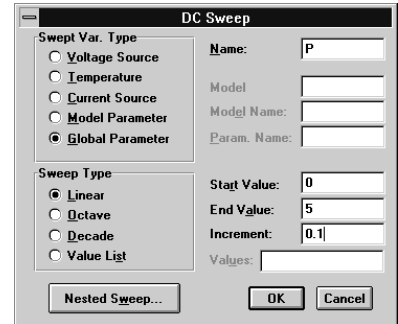 DC Sweep
Swept Var. Type
Voltage Source
Temperature
Current Source
Model Parameter
Global Parameter
Name: P
Model
Model Name:
Param. Name:
Sweep Type
Linear
Octave
Decade
Value List
Start Value: 0
End Value: 5
Increment: 0.1
Values:
Nested Sweep...
OK
Cancel